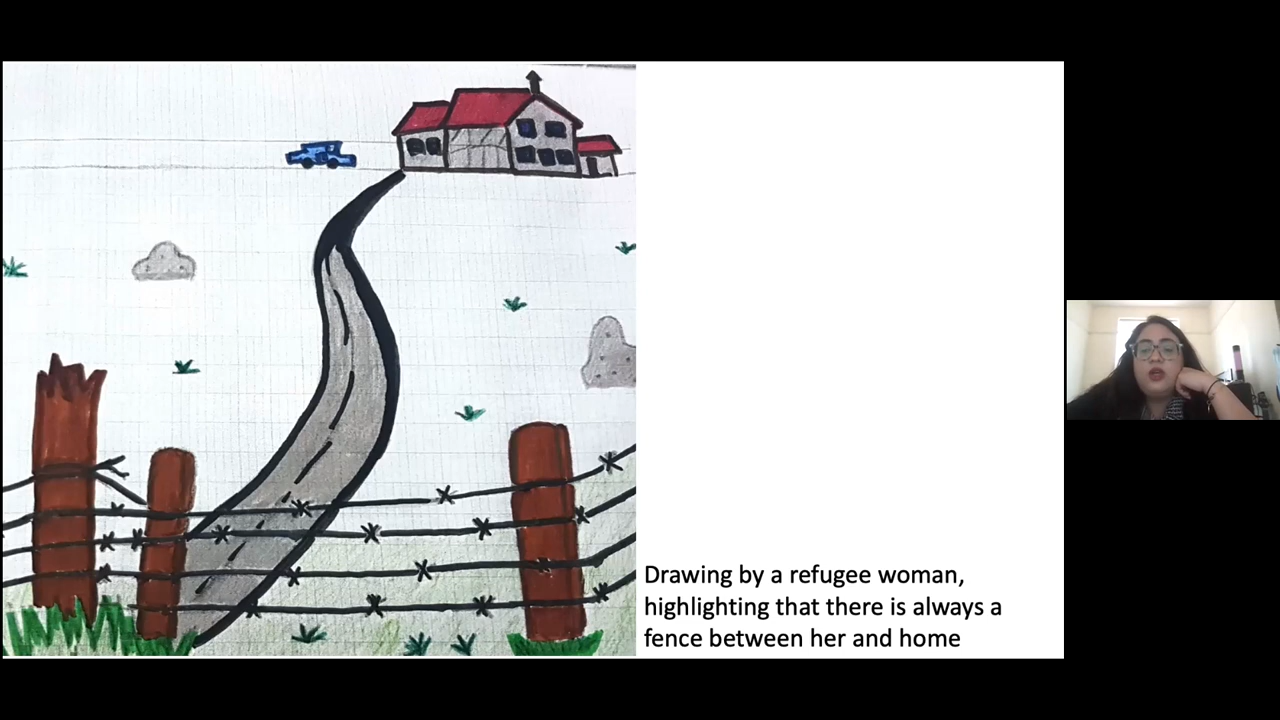 Drawing by a refugee woman,
highlighting that there is always a
fence between her and home